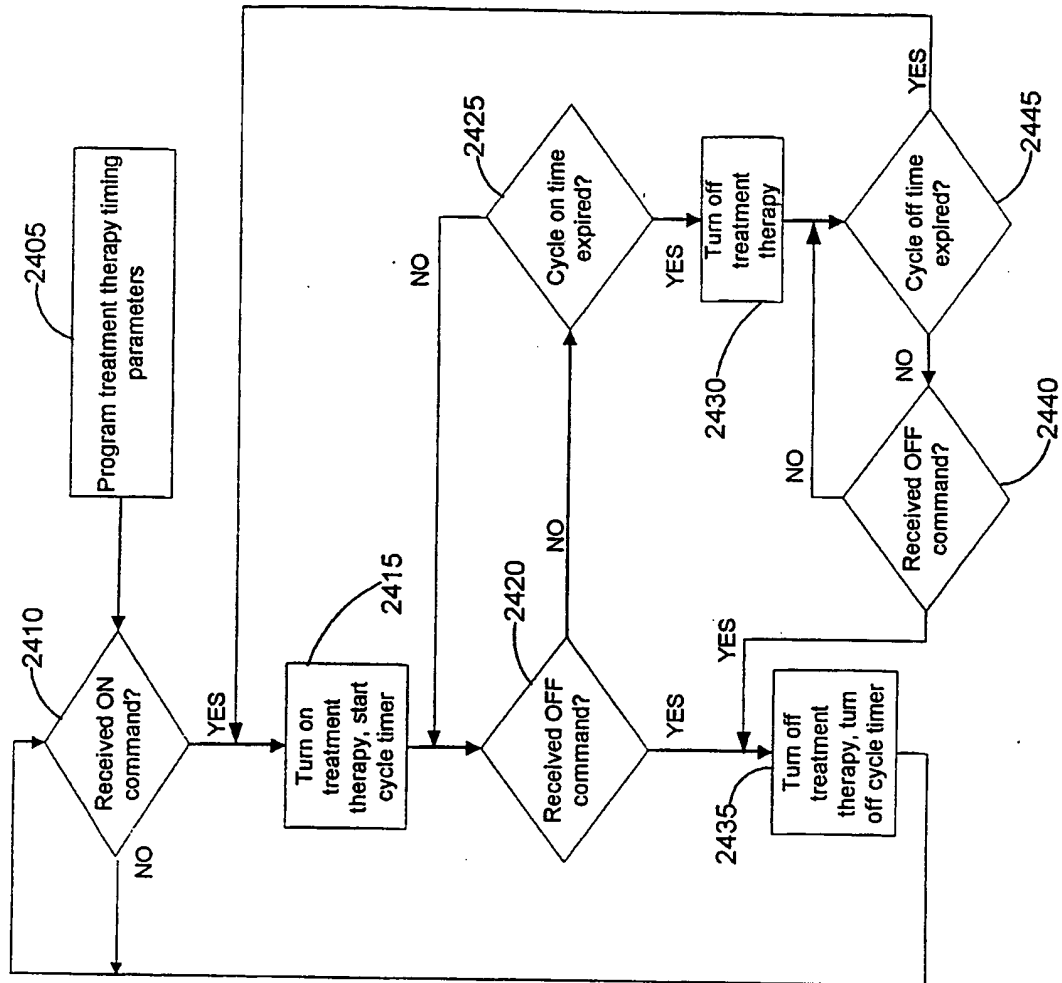 2405
Program treatment therapy timing
parameters
2410
Received ON
command?
NO
YES
2415
Turn on
treatment
therapy, start
cycle timer
2420
Received OFF
command?
NO
YES
2425
Cycle on time
expired?
NO
YES
2430
Turn off
treatment
therapy
2435
Turn off
treatment
therapy, turn
off cycle timer
2440
Received OFF
command?
NO
YES
2445
Cycle off time
expired?
NO
YES